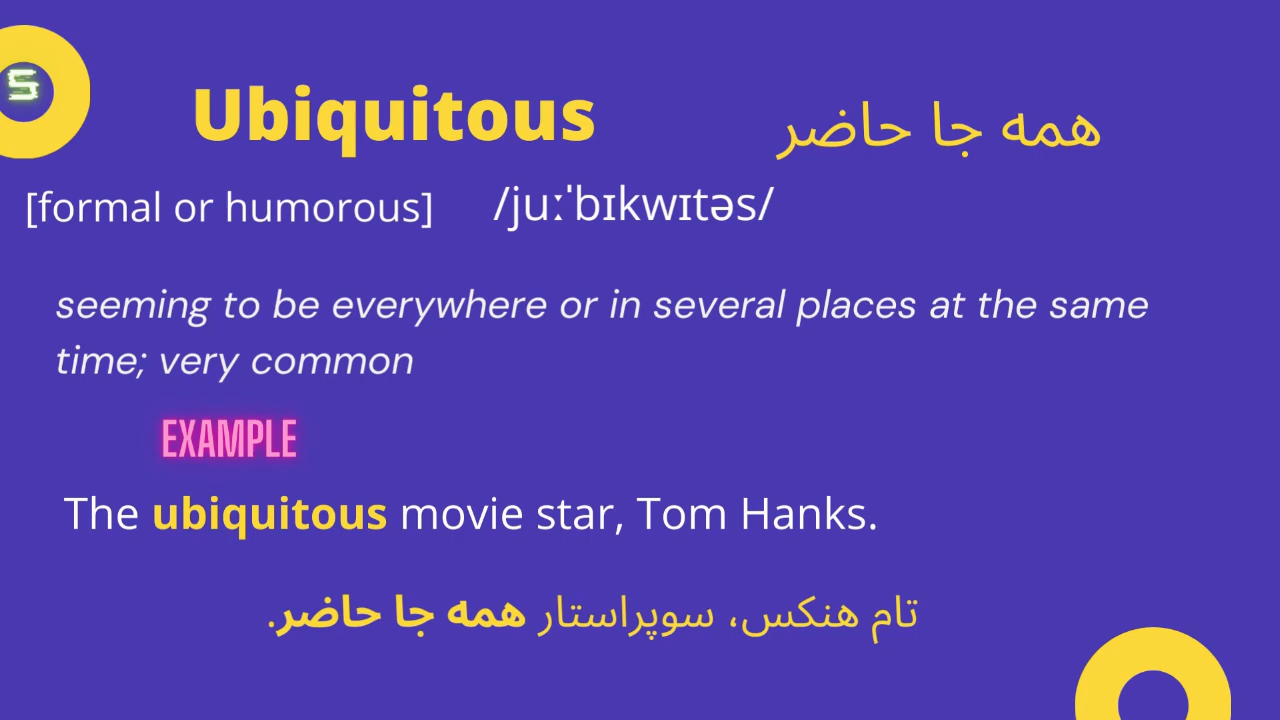 S
Ubiquitous همه جا حاضر
[formal or humorous] /juːˈbɪkwɪtəs/
seeming to be everywhere or in several places at the same
time; very common
EXAMPLE
The ubiquitous movie star, Tom Hanks.
تام هنکس، سوپراستار همه جا حاضر.